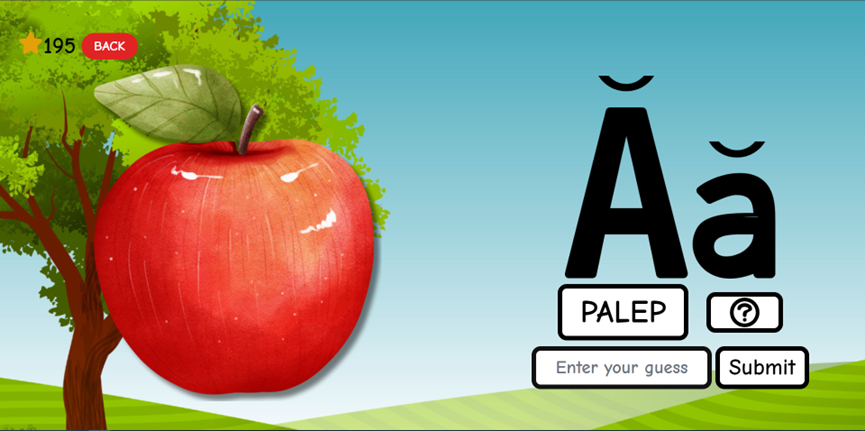 195 BACK
Ăă
PALEP ?
Enter your guess Submit